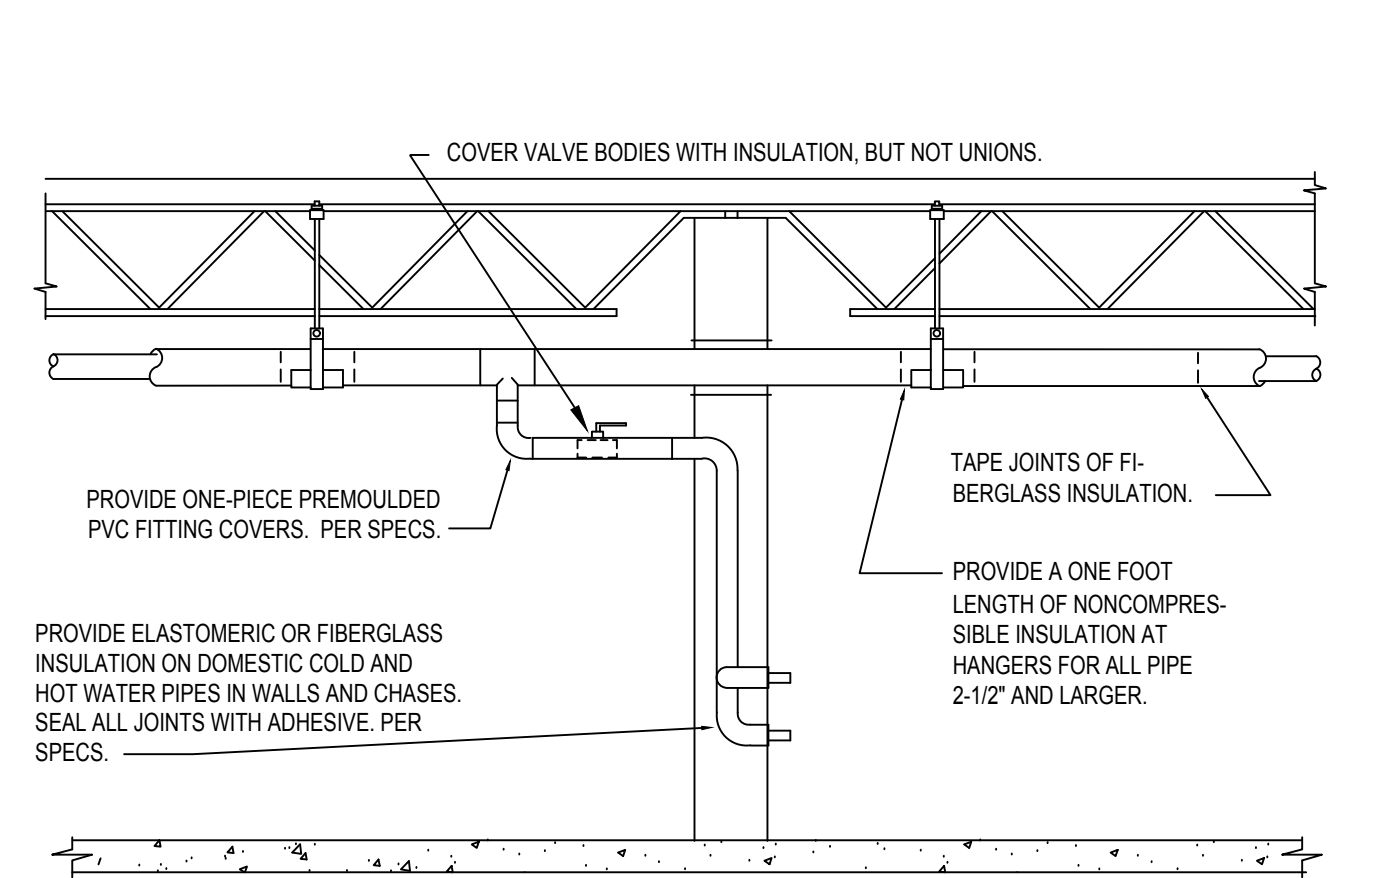 COVER VALVE BODIES WITH INSULATION, BUT NOT UNIONS.
TAPE JOINTS OF FI-
BERGLASS INSULATION.
PROVIDE ONE-PIECE PREMOULDED
PVC FITTING COVERS. PER SPECS.
PROVIDE A ONE FOOT
LENGTH OF NONCOMPRES-
SIBLE INSULATION AT
HANGERS FOR ALL PIPE
2-1/2" AND LARGER.
PROVIDE ELASTOMERIC OR FIBERGLASS
INSULATION ON DOMESTIC COLD AND
HOT WATER PIPES IN WALLS AND CHASES.
SEAL ALL JOINTS WITH ADHESIVE. PER
SPECS.